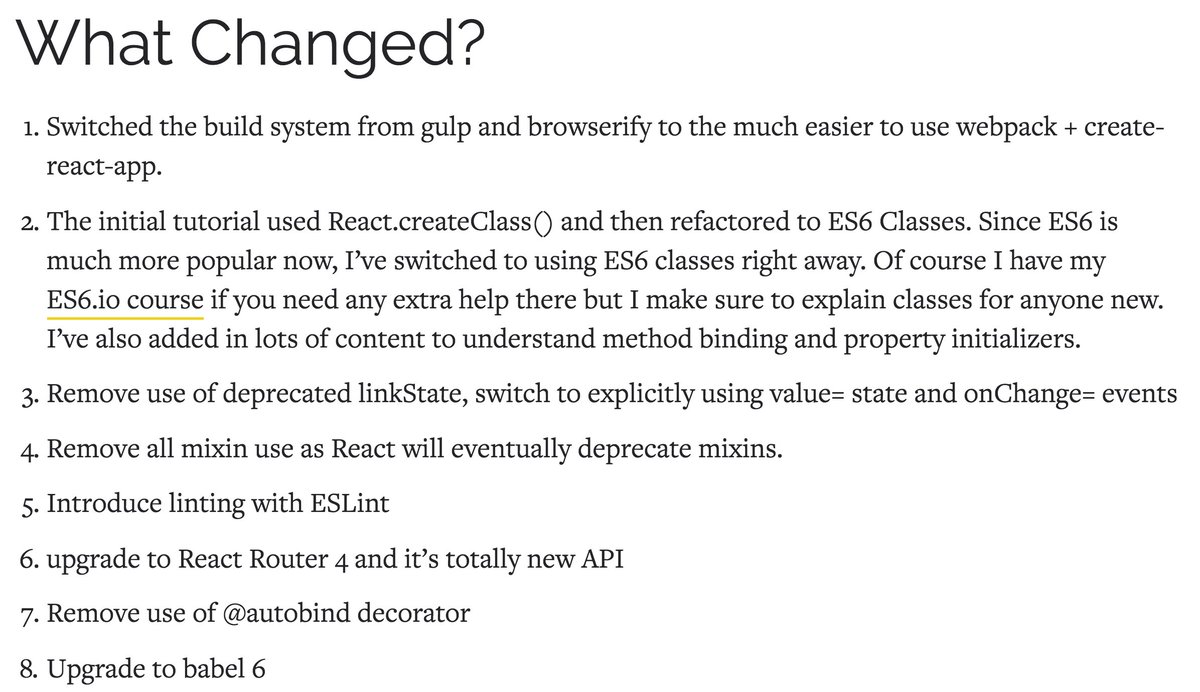 What Changed?
1. Switched the build system from gulp and browserify to the much easier to use webpack + create-
react-app.
2. The initial tutorial used React.createClass() and then refactored to ES6 Classes. Since ES6 is
much more popular now, I’ve switched to using ES6 classes right away. Of course I have my
ES6.io course if you need any extra help there but I make sure to explain classes for anyone new.
I’ve also added in lots of content to understand method binding and property initializers.
3. Remove use of deprecated linkState, switch to explicitly using value= state and onChange= events
4. Remove all mixin use as React will eventually deprecate mixins.
5. Introduce linting with ESLint
6. upgrade to React Router 4 and it’s totally new API
7. Remove use of @autobind decorator
8. Upgrade to babel 6